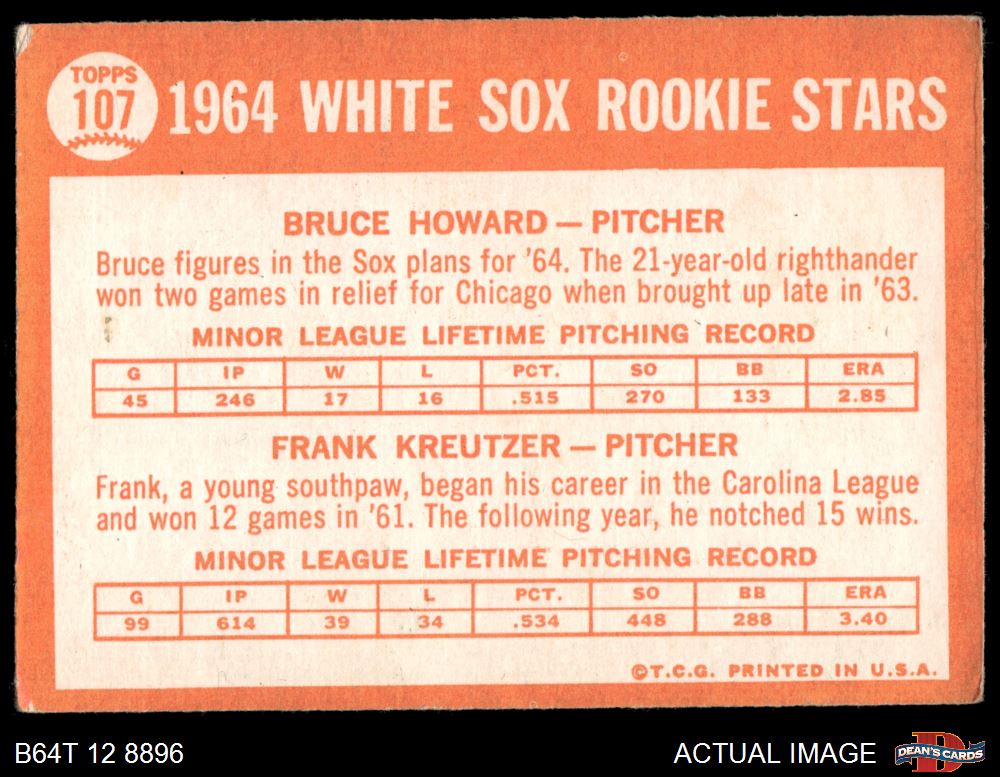 TOPPS
107
1964 WHITE SOX ROOKIE STARS
BRUCE HOWARD — PITCHER
Bruce figures in the Sox plans for '64. The 21-year-old righthander
won two games in relief for Chicago when brought up late in '63.
MINOR LEAGUE LIFETIME PITCHING RECORD
G IP W L PCT. SO BB ERA
45 246 17 16 .515 270 133 2.85
FRANK KREUTZER — PITCHER
Frank, a young southpaw, began his career in the Carolina League
and won 12 games in '61. The following year, he notched 15 wins.
MINOR LEAGUE LIFETIME PITCHING RECORD
G IP W L PCT. SO BB ERA
99 614 39 34 .534 448 288 3.40
©T.C.G. PRINTED IN U.S.A.
B64T 12 8896
ACTUAL IMAGE
DEAN'S CARDS